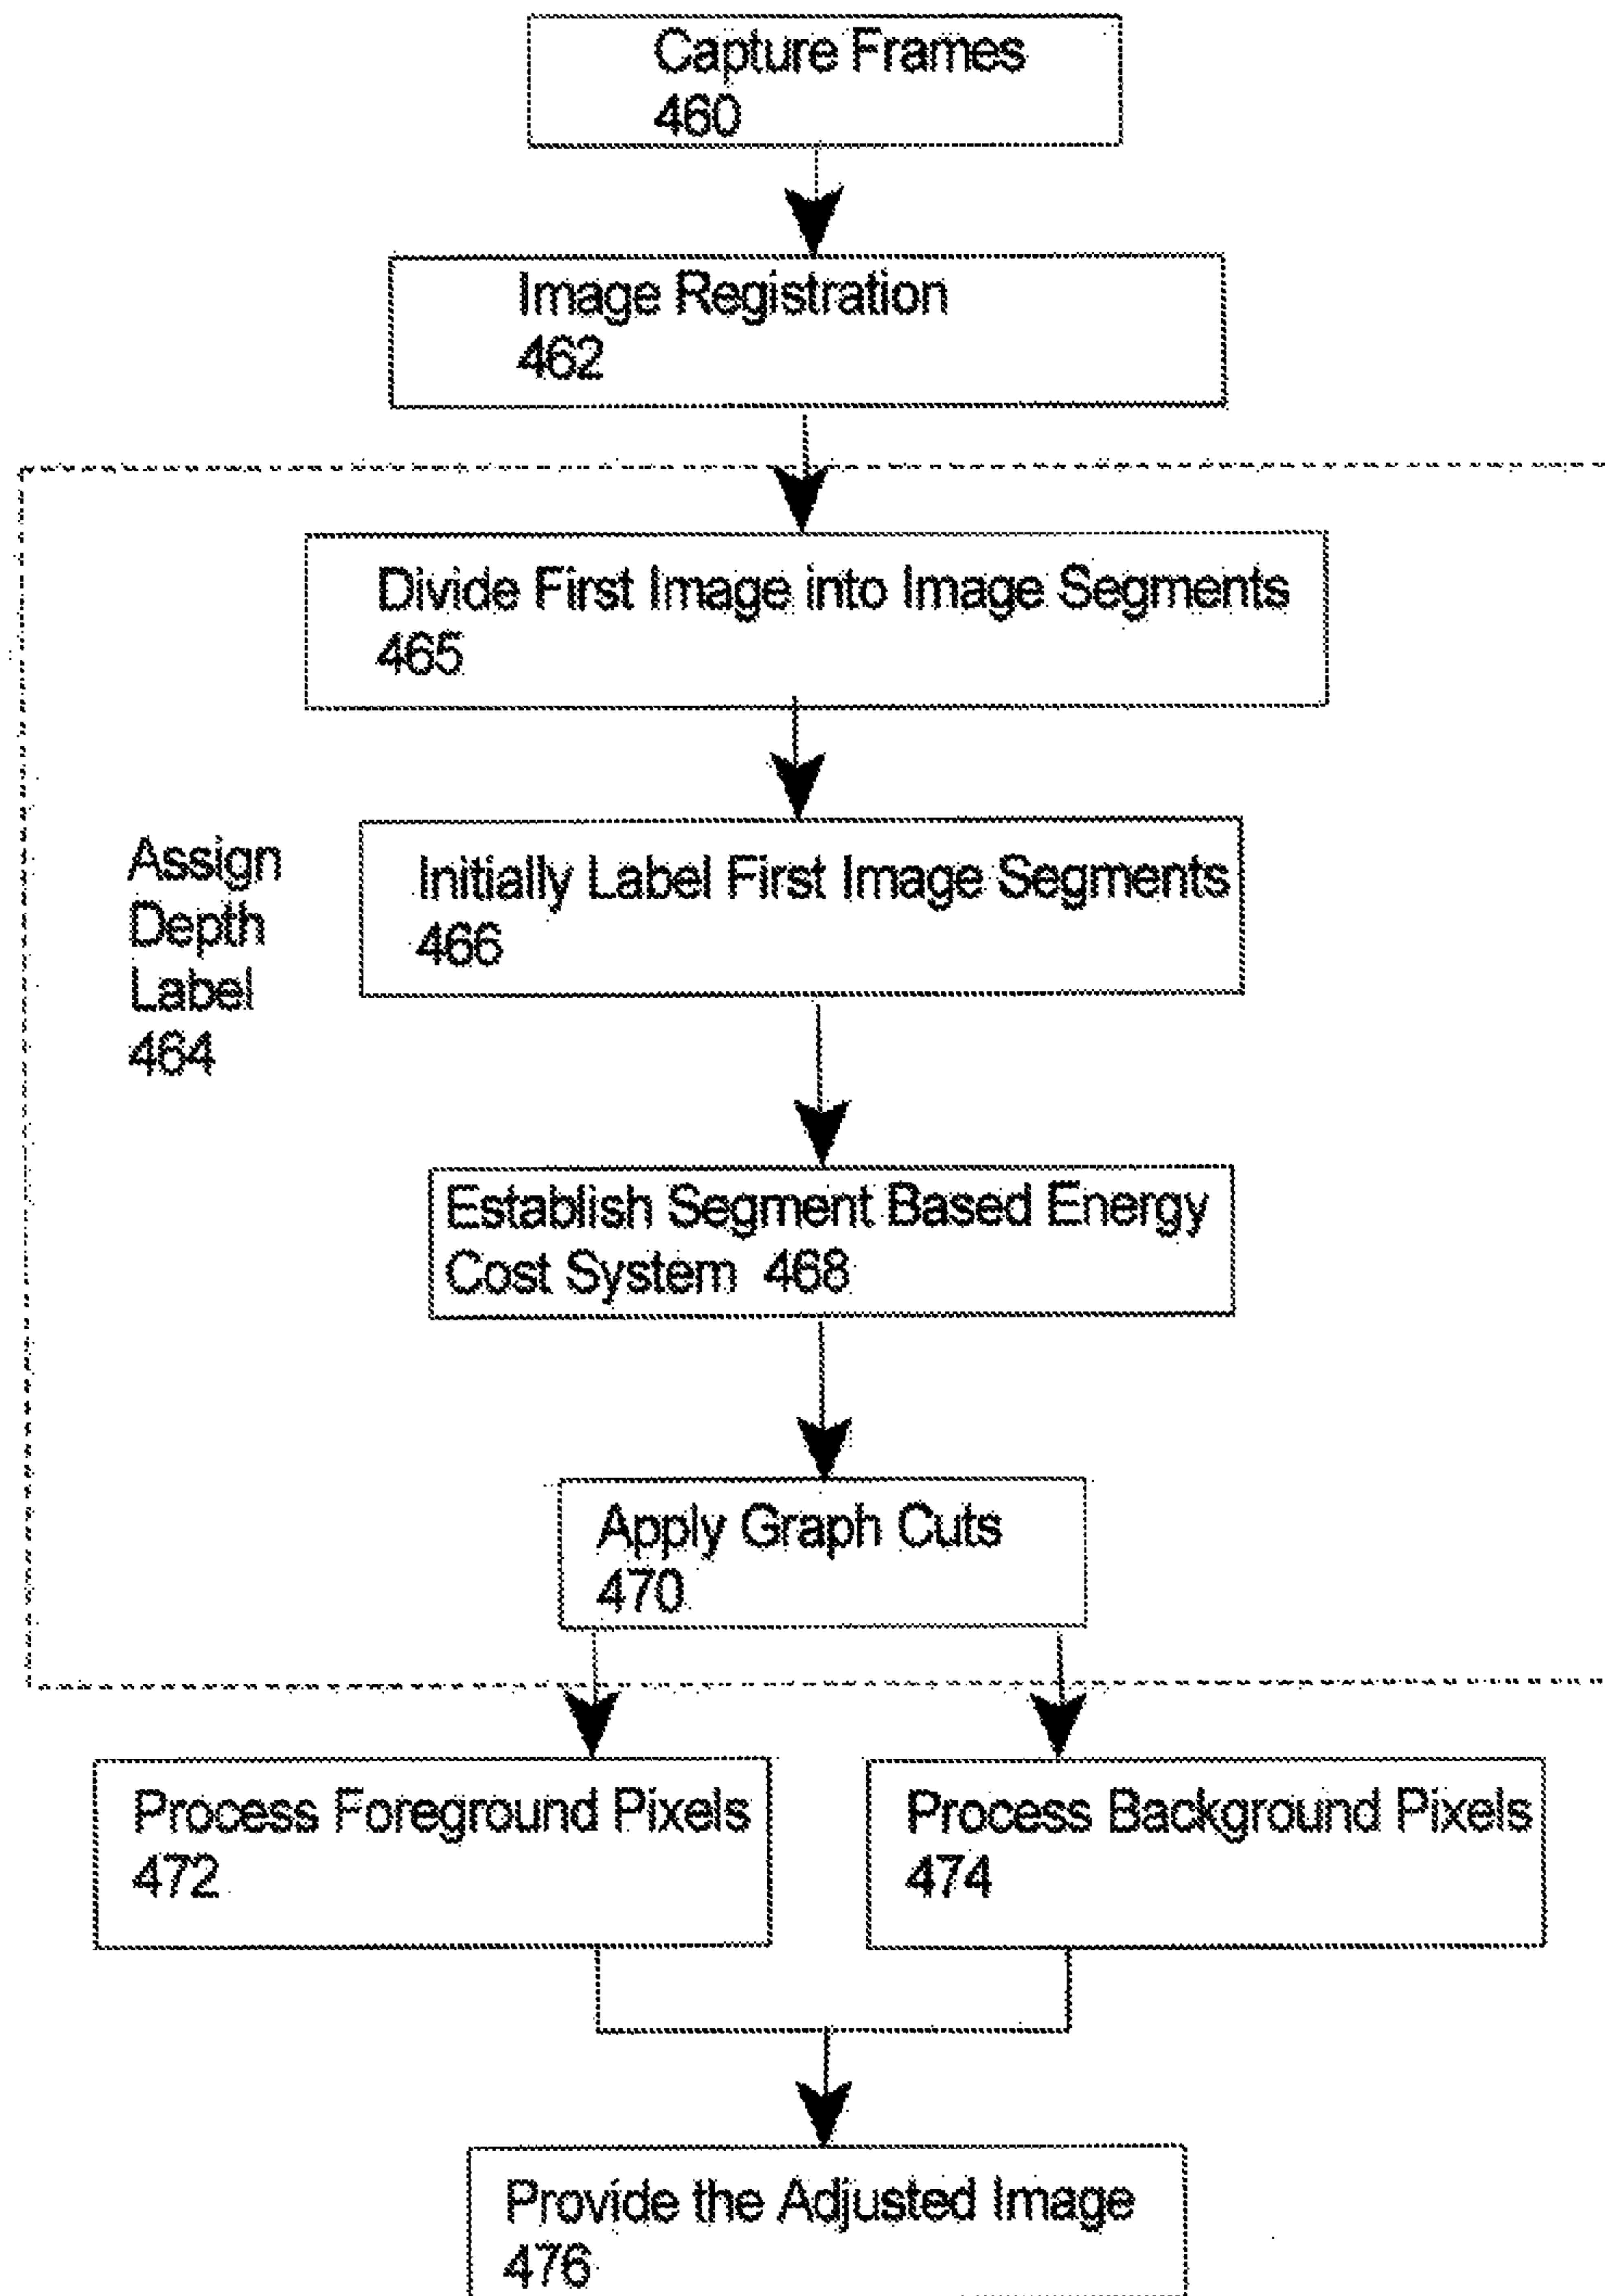 Capture Frames
460
Image Registration
462
Divide First Image into Image Segments
465
Assign
Depth
Label
464
Initially Label First Image Segments
466
Establish Segment Based Energy
Cost System 468
Apply Graph Cuts
470
Process Foreground Pixels
472
Process Background Pixels
474
Provide the Adjusted Image
476